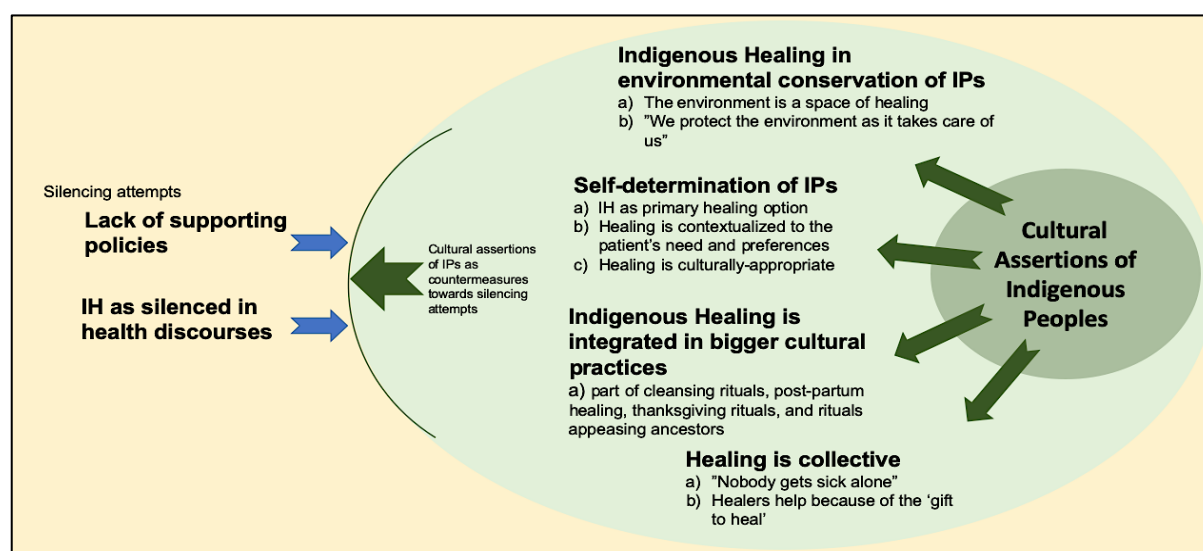 Silencing attempts
Lack of supporting
policies
IH as silenced in
health discourses
Cultural assertions
of IPs as
countermeasures
towards silencing
attempts
Indigenous Healing in
environmental conservation of IPs
a) The environment is a space of healing
b) ”We protect the environment as it takes care of
us”
Self-determination of IPs
a) IH as primary healing option
b) Healing is contextualized to the
patient’s need and preferences
c) Healing is culturally-appropriate
Indigenous Healing is
integrated in bigger cultural
practices
a) part of cleansing rituals, post-partum
healing, thanksgiving rituals, and rituals
appeasing ancestors
Healing is collective
a) ”Nobody gets sick alone”
b) Healers help because of the ‘gift
to heal’
Cultural
Assertions of
Indigenous
Peoples